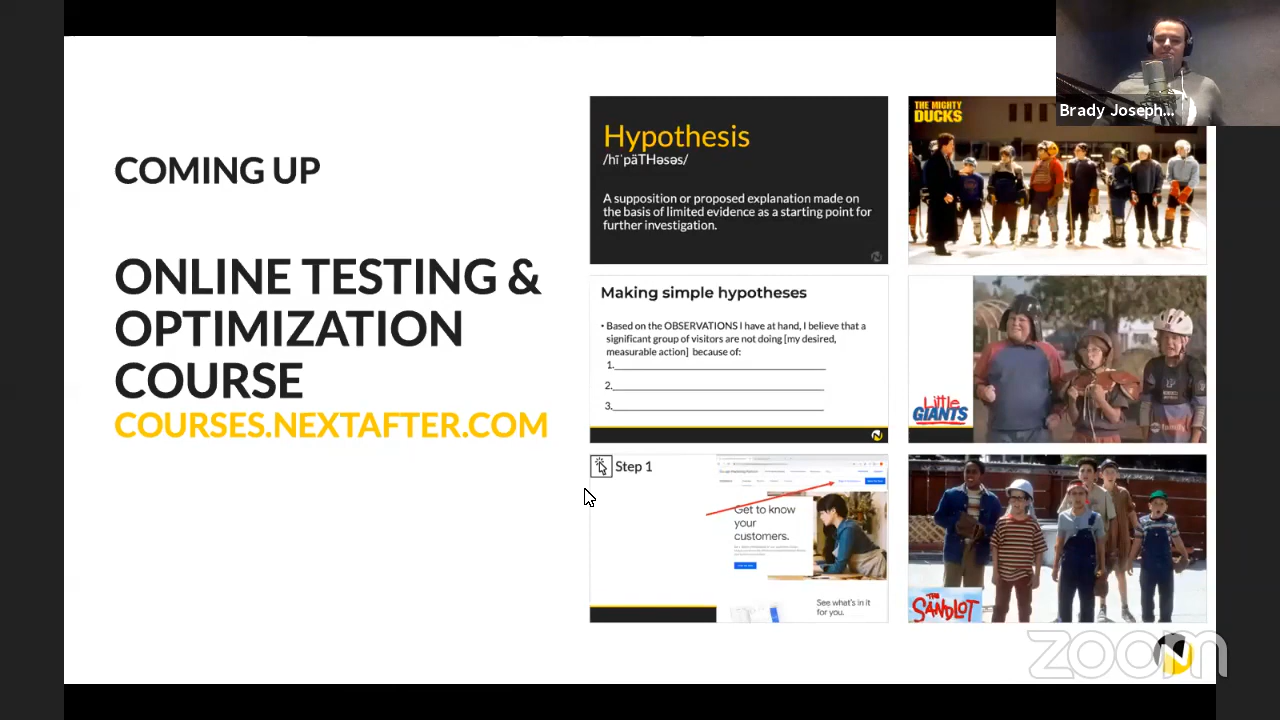 COMING UP
ONLINE TESTING &
OPTIMIZATION
COURSE
COURSES.NEXTAFTER.COM
Hypothesis
/hīˈpäTHəsəs/
A supposition or proposed explanation made on
the basis of limited evidence as a starting point for
further investigation.
THE MIGHTY
DUCKS
Brady Joseph...
Making simple hypotheses
• Based on the OBSERVATIONS I have at hand, I believe that a
significant group of visitors are not doing [my desired,
measurable action] because of:
1.
2.
3.
Little
GIANTS
abc family
Step 1
Get to know
your
customers.
See what's in it
for you.
THE
SANDLOT
zoom